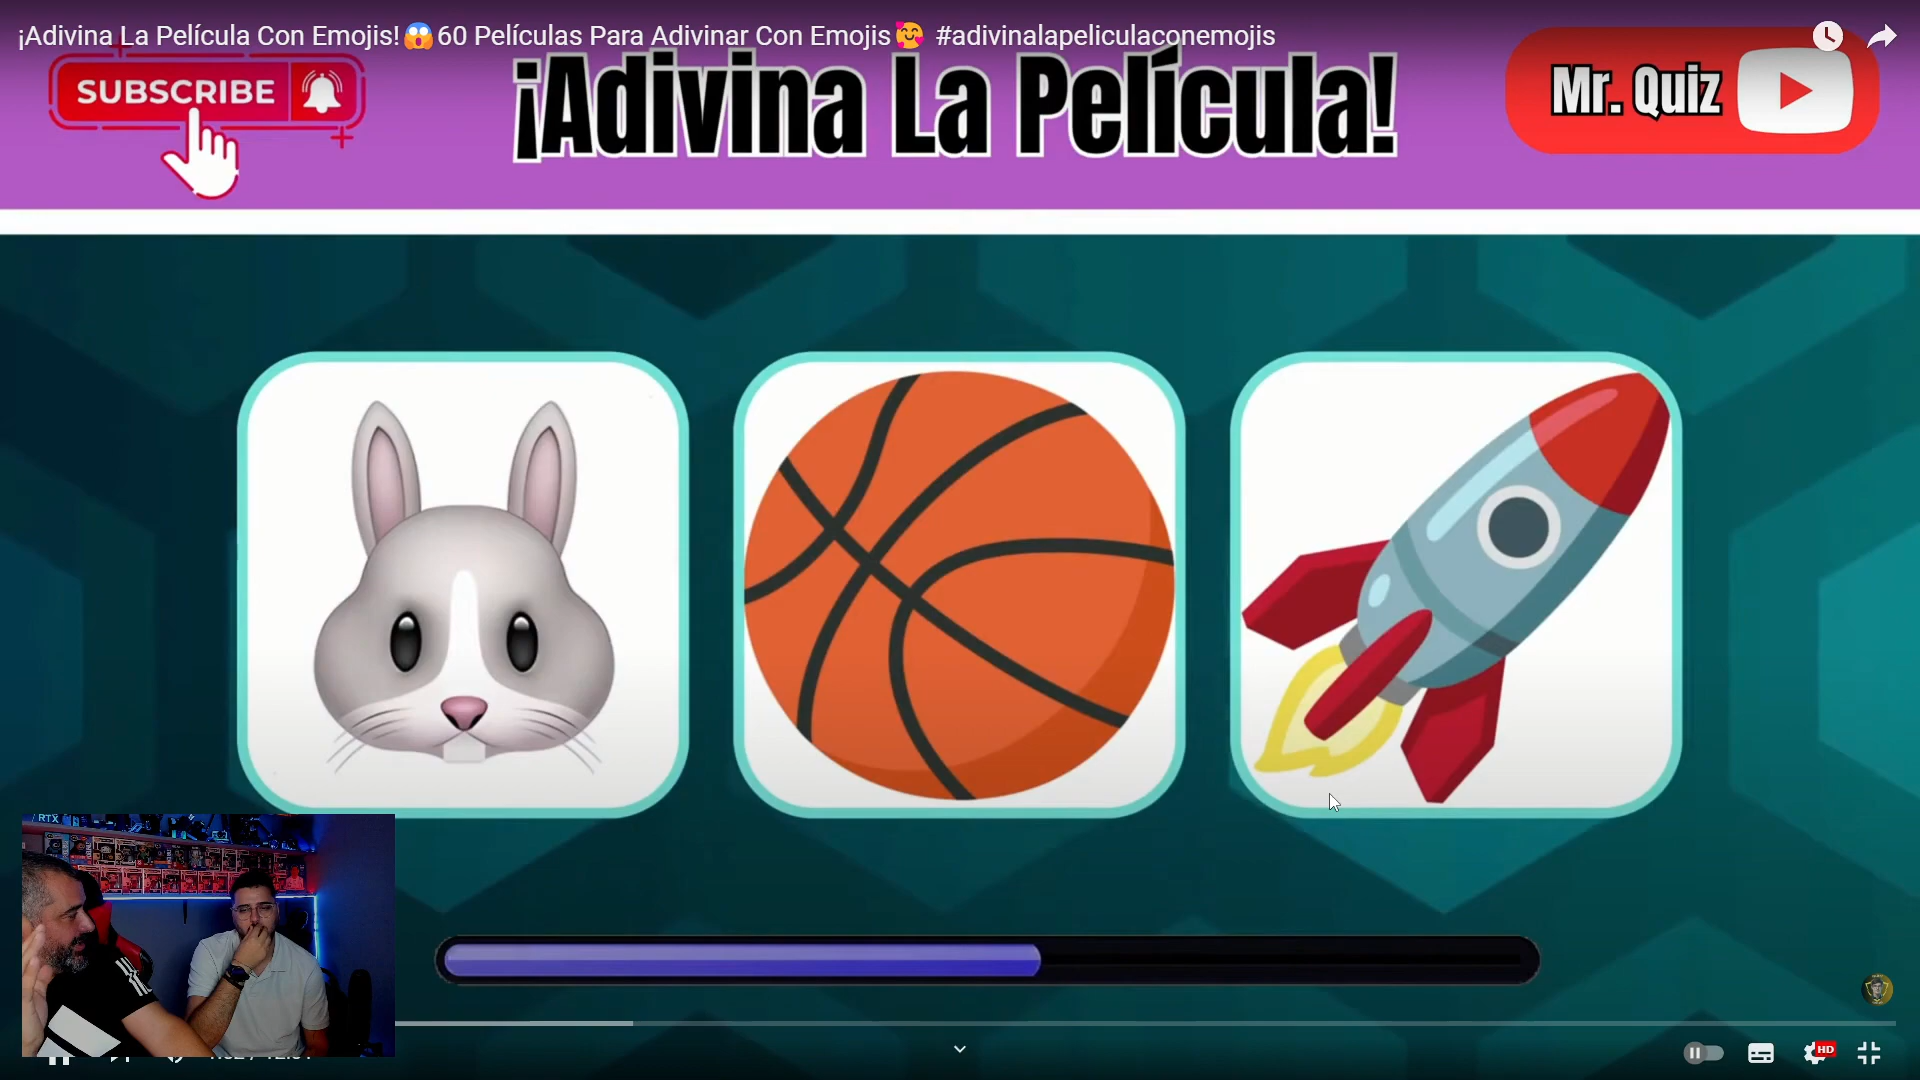 ¡Adivina La Película Con Emojis!😱60 Películas Para Adivinar Con Emojis🥰 #adivinalapeliculaconemojis
SUBSCRIBE
¡Adivina La Película!
Mr. Quiz
RTX
HD